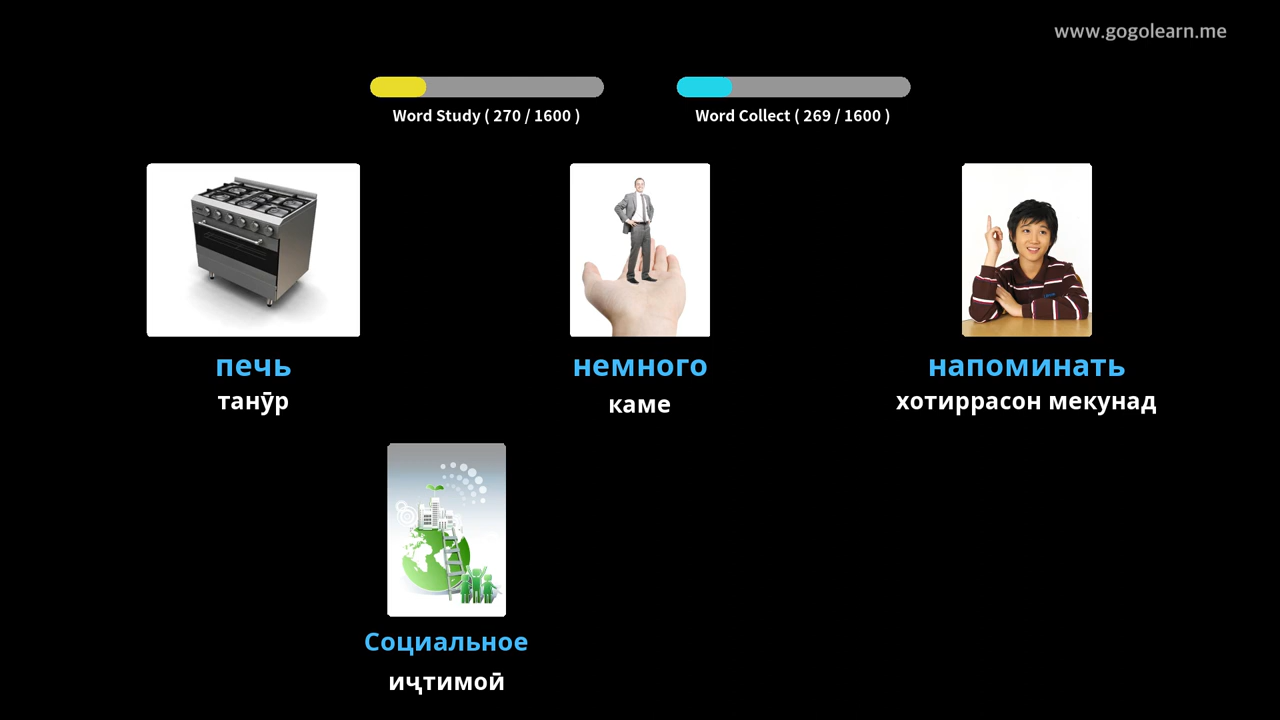 www.gogolearn.me
Word Study ( 270 / 1600 )
Word Collect ( 269 / 1600 )
печь
немного
напоминать
танӯр
каме
хотиррасон мекунад
Социальное
иҷтимоӣ